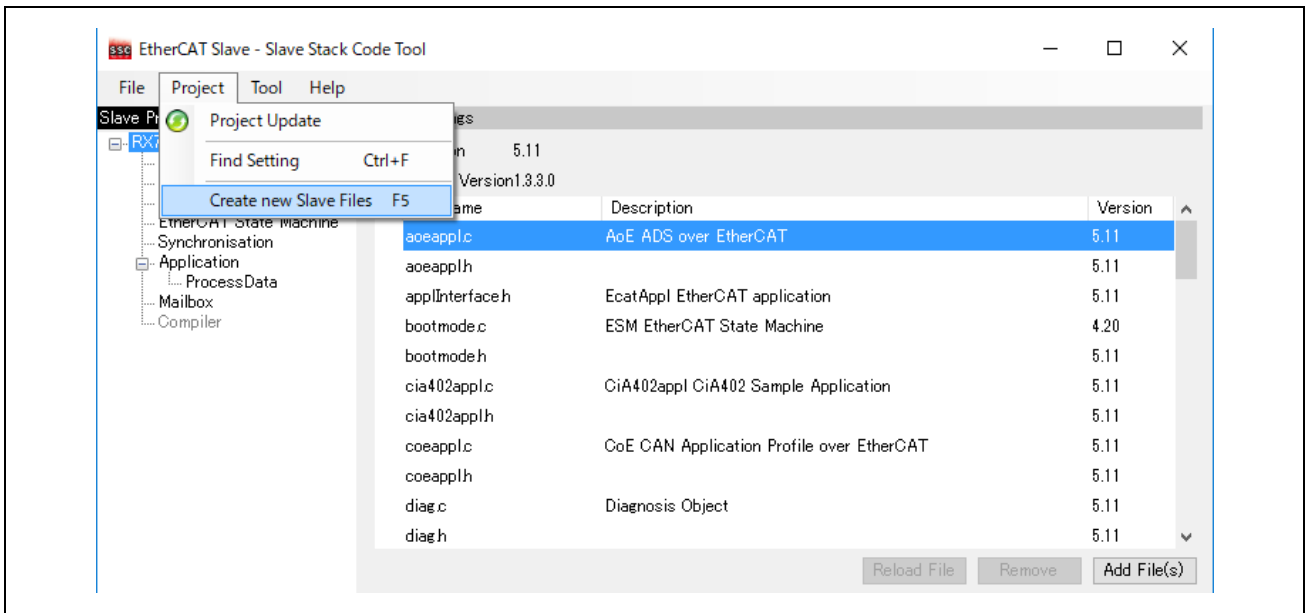 ssc EtherCAT Slave - Slave Stack Code Tool
File Project Tool Help
Slave Pr
Project Update
Find Setting Ctrl+F
Create new Slave Files F5
RX7
EtherCAT State Machine
Synchronisation
Application
ProcessData
Mailbox
Compiler
5.11
Version1.3.3.0
Description Version
aoeappl.c AoE ADS over EtherCAT 5.11
aoeappl.h 5.11
applInterface.h EcatAppl EtherCAT application 5.11
bootmode.c ESM EtherCAT State Machine 4.20
bootmode.h 5.11
cia402appl.c CiA402appl CiA402 Sample Application 5.11
cia402appl.h 5.11
coeappl.c CoE CAN Application Profile over EtherCAT 5.11
coeappl.h 5.11
diag.c Diagnosis Object 5.11
diag.h 5.11
Reload File Remove Add File(s)